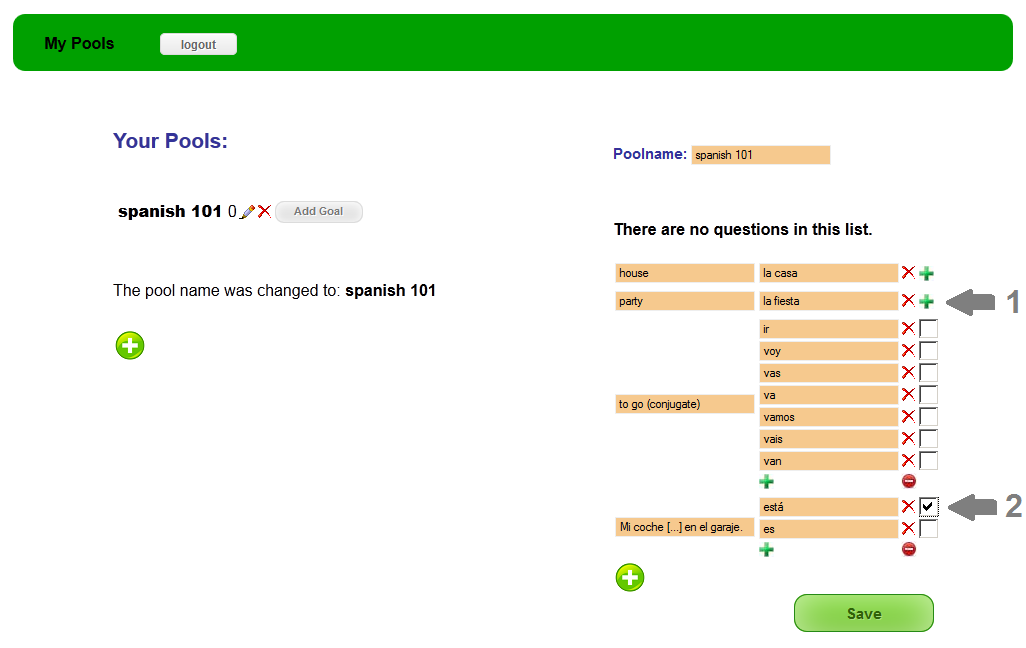 My Pools logout
Your Pools:
spanish 101 0 Add Goal
The pool name was changed to: spanish 101
Poolname: spanish 101
There are no questions in this list.
house la casa
party la fiesta 1
to go (conjugate)
ir
voy
vas
va
vamos
vais
van
Mi coche [...] en el garaje.
está 2
es
Save